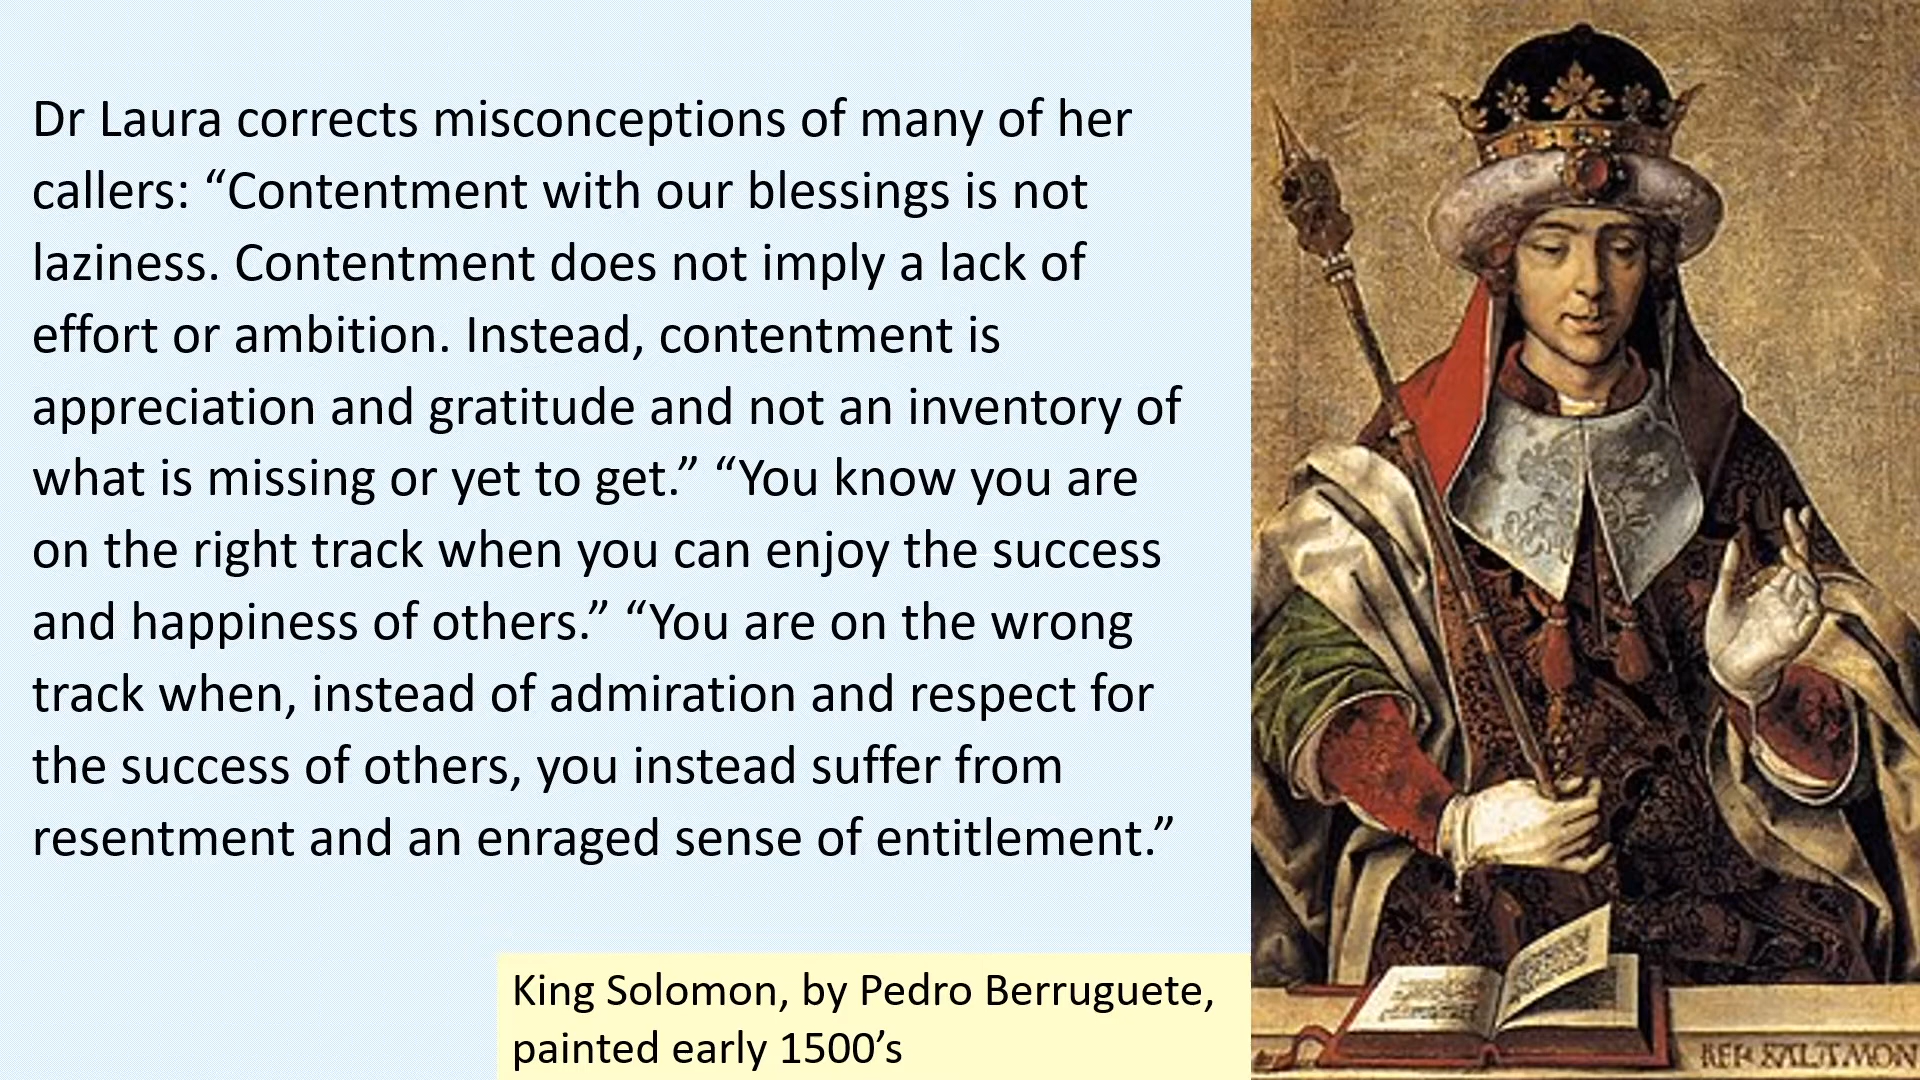 Dr Laura corrects misconceptions of many of her
callers: “Contentment with our blessings is not
laziness. Contentment does not imply a lack of
effort or ambition. Instead, contentment is
appreciation and gratitude and not an inventory of
what is missing or yet to get.” “You know you are
on the right track when you can enjoy the success
and happiness of others.” “You are on the wrong
track when, instead of admiration and respect for
the success of others, you instead suffer from
resentment and an enraged sense of entitlement.”
King Solomon, by Pedro Berruguete,
painted early 1500’s